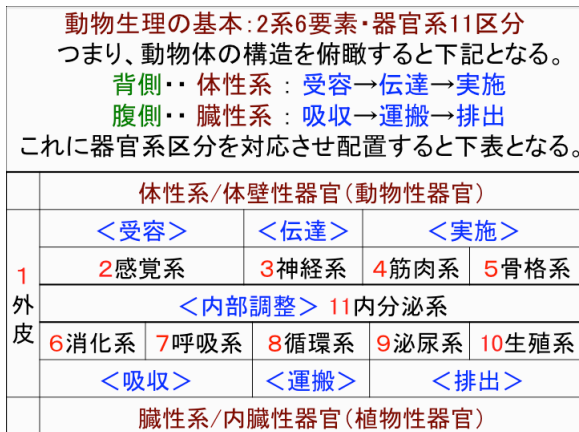 動物生理の基本:2系6要素・器官系11区分
つまり、動物体の構造を俯瞰すると下記となる。
背側‥ 体性系 : 受容→伝達→実施
腹側‥ 臓性系 : 吸収→運搬→排出
これに器官系区分を対応させ配置すると下表となる。
体性系/体壁性器官(動物性器官)
<受容> <伝達> <実施>
1外皮
2感覚系 3神経系 4筋肉系 5骨格系
<内部調整> 11内分泌系
6消化系 7呼吸系 8循環系 9泌尿系 10生殖系
<吸収> <運搬> <排出>
臓性系/内臓性器官(植物性器官)